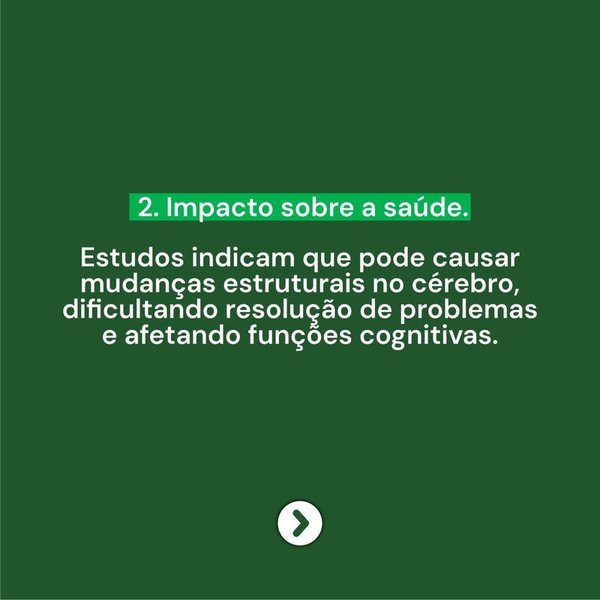 2. Impacto sobre a saúde.
Estudos indicam que pode causar
mudanças estruturais no cérebro,
dificultando resolução de problemas
e afetando funções cognitivas.